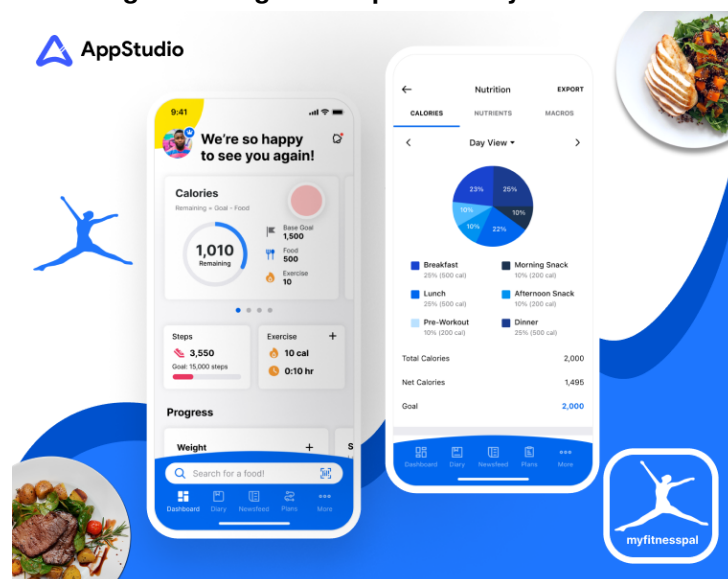 AppStudio
9:41
We're so happy
to see you again!
Calories
Remaining = Goal - Food
1,010
Remaining
Base Goal
1,500
Food
500
Exercise
10
Steps
3,550
Goal: 15,000 steps
Exercise +
10 cal
0:10 hr
Progress
Weight +
S
Search for a food!
Dashboard Diary Newsfeed Plans More
Nutrition EXPORT
CALORIES NUTRIENTS MACROS
Day View
23% 25%
10% 10%
10% 22%
Breakfast
25% (500 cal)
Morning Snack
10% (200 cal)
Lunch
25% (500 cal)
Afternoon Snack
10% (200 cal)
Pre-Workout
10% (200 cal)
Dinner
25% (500 cal)
Total Calories 2,000
Net Calories 1,495
Goal 2,000
Dashboard Diary Newsfeed Plans More
myfitnesspal